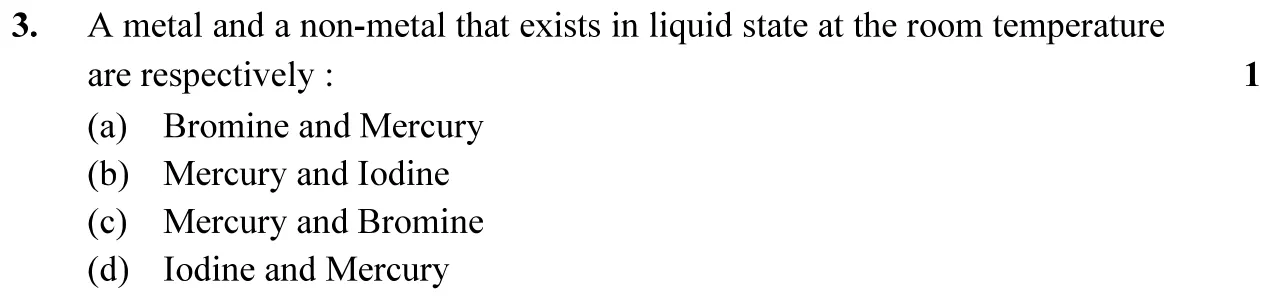 3. A metal and a non-metal that exists in liquid state at the room temperature
are respectively : 1
(a) Bromine and Mercury
(b) Mercury and Iodine
(c) Mercury and Bromine
(d) Iodine and Mercury